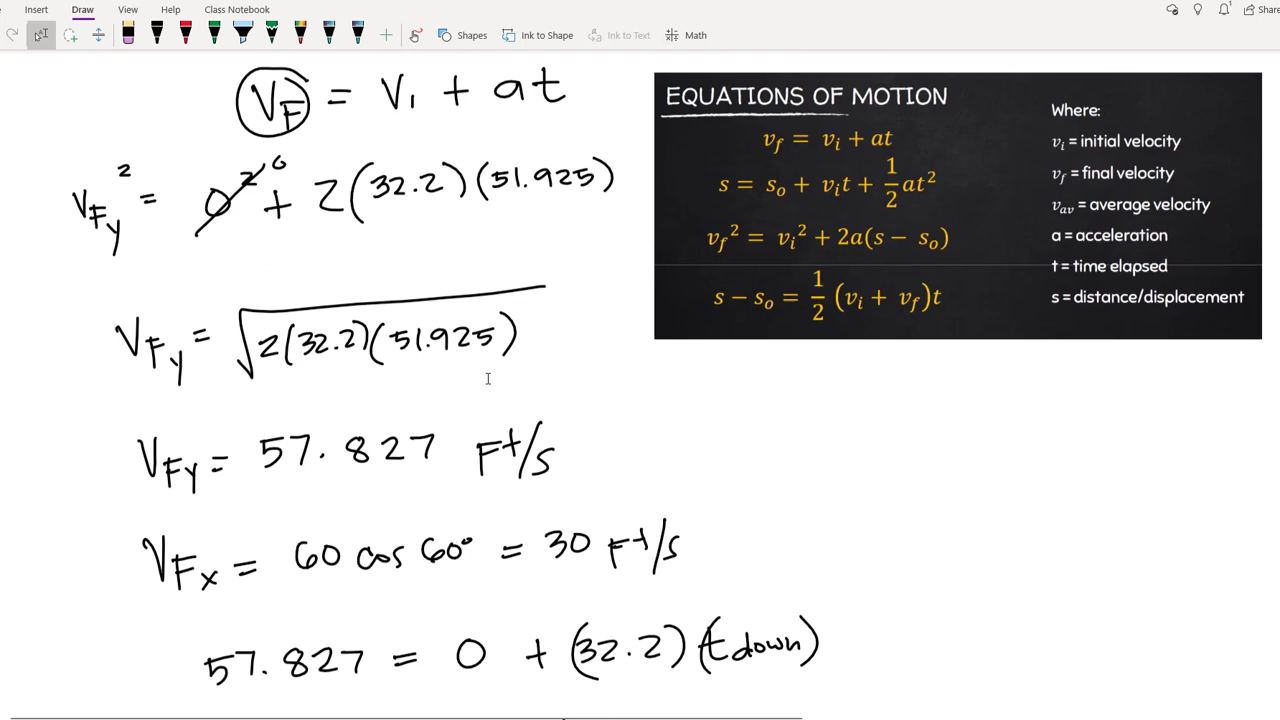 Insert Draw View Help Class Notebook Share
Shapes Ink to Shape Ink to Text Math
VF = V1 + at
VFy² = 0² 0 + 2(32.2)(51.925)
VFy = √2(32.2)(51.925)
VFy = 57.827 Ft/s
VFx = 60 cos 60° = 30 Ft/s
57.827 = 0 + (32.2)(tdown)
EQUATIONS OF MOTION
vf = vi + at
s = so + vit + 1/2 at²
vf² = vi² + 2a(s − so)
s − so = 1/2 (vi + vf)t
Where:
vi = initial velocity
vf = final velocity
vav = average velocity
a = acceleration
t = time elapsed
s = distance/displacement